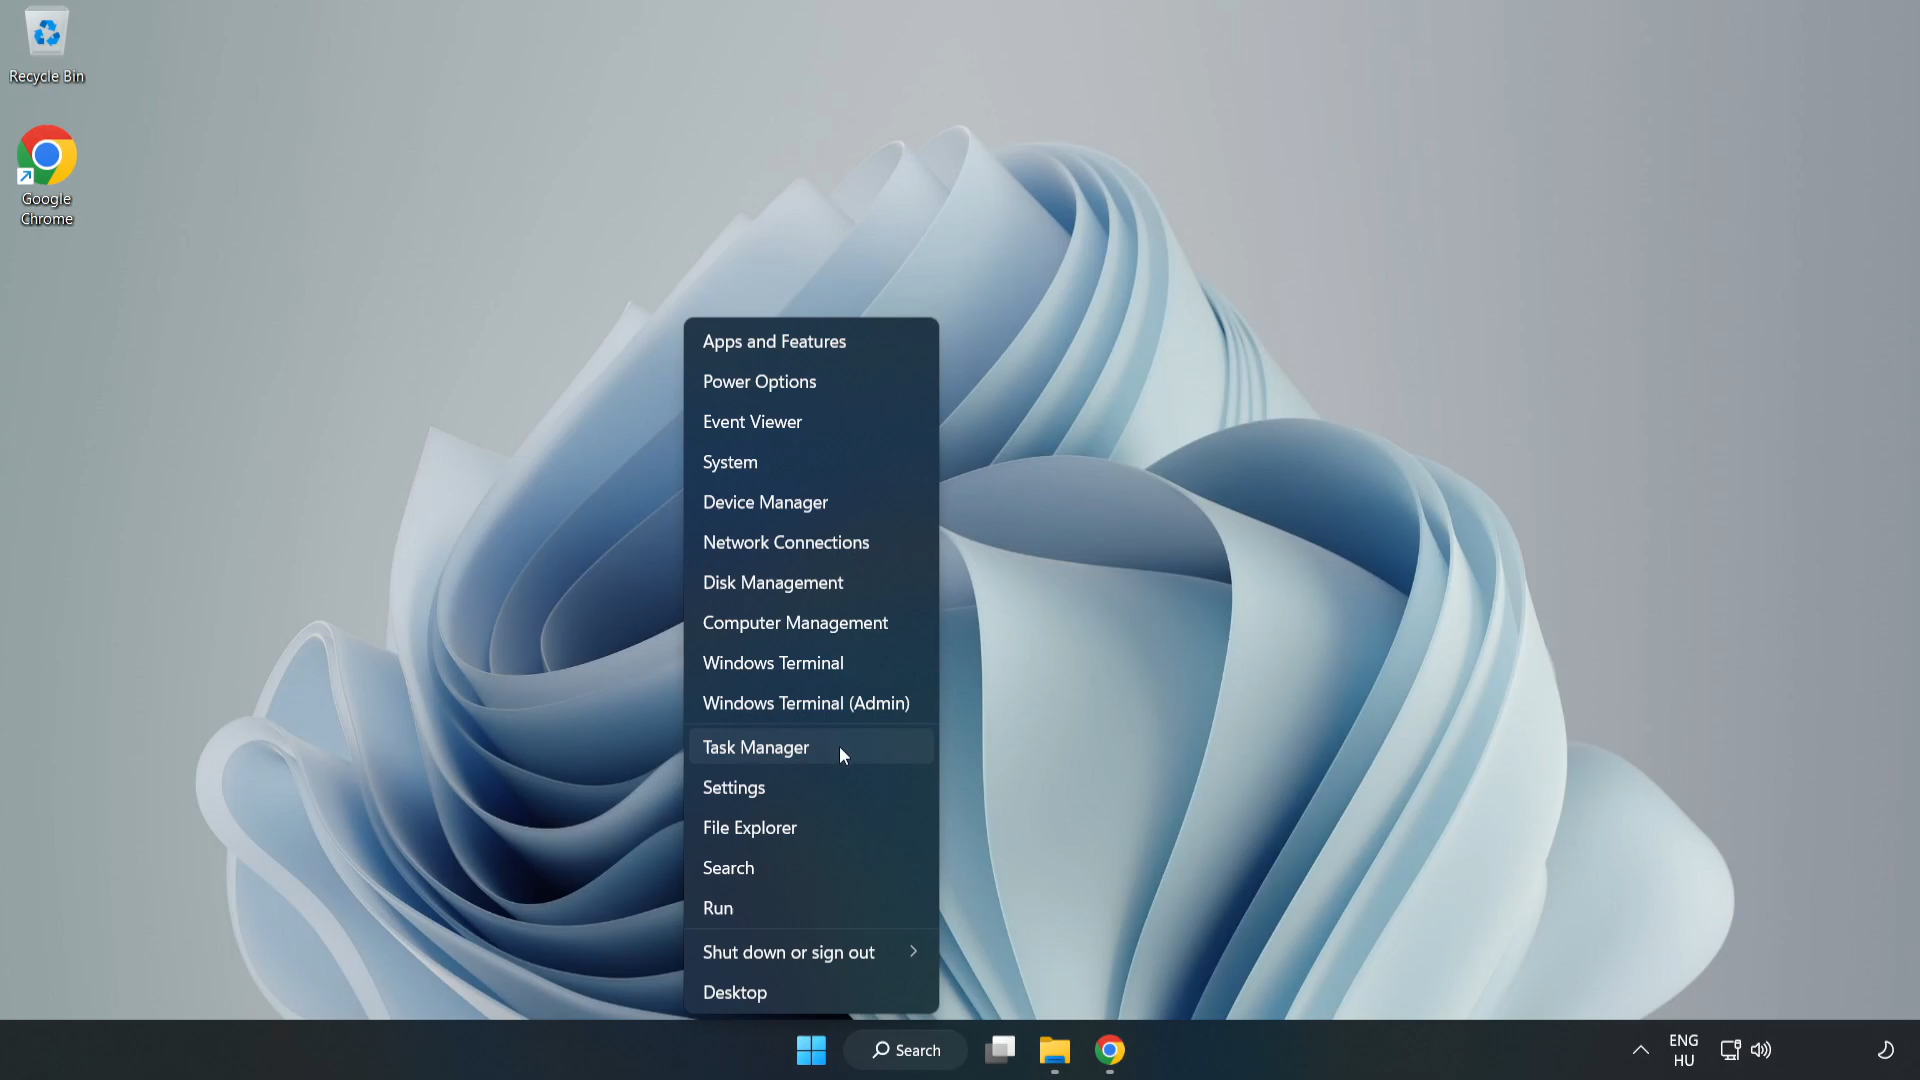 Recycle Bin
Google
Chrome
Apps and Features
Power Options
Event Viewer
System
Device Manager
Network Connections
Disk Management
Computer Management
Windows Terminal
Windows Terminal (Admin)
Task Manager
Settings
File Explorer
Search
Run
Shut down or sign out
Desktop
Search
ENG
HU